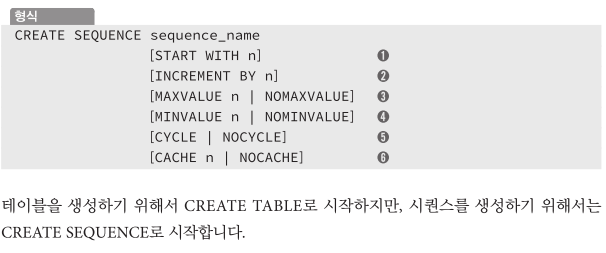 형식
CREATE SEQUENCE sequence_name
[START WITH n] ❶
[INCREMENT BY n] ❷
[MAXVALUE n | NOMAXVALUE] ❸
[MINVALUE n | NOMINVALUE] ❹
[CYCLE | NOCYCLE] ❺
[CACHE n | NOCACHE] ❻
테이블을 생성하기 위해서 CREATE TABLE로 시작하지만, 시퀀스를 생성하기 위해서는
CREATE SEQUENCE로 시작합니다.